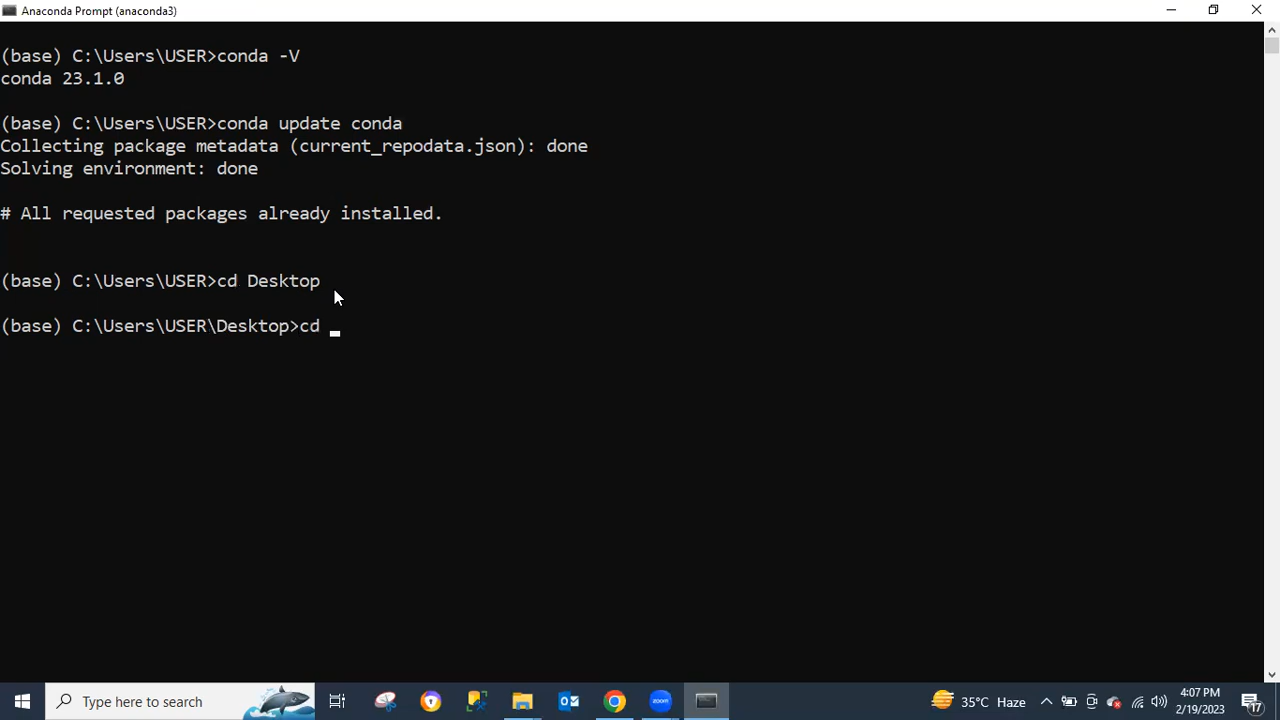 Anaconda Prompt (anaconda3)
(base) C:\Users\USER>conda -V
conda 23.1.0
(base) C:\Users\USER>conda update conda
Collecting package metadata (current_repodata.json): done
Solving environment: done
# All requested packages already installed.
(base) C:\Users\USER>cd Desktop
(base) C:\Users\USER\Desktop>cd
Type here to search
zoom
35°C Haze
4:07 PM
2/19/2023
17